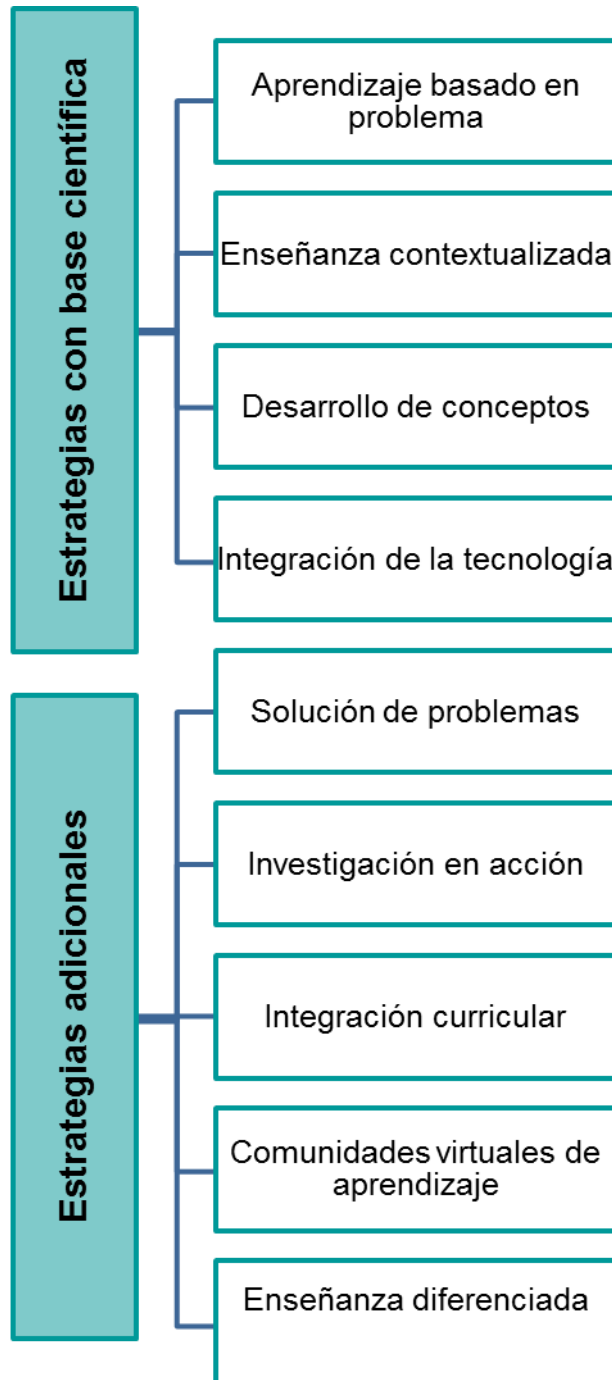 Estrategias con base científica
Aprendizaje basado en
problema
Enseñanza contextualizada
Desarrollo de conceptos
Integración de la tecnología
Estrategias adicionales
Solución de problemas
Investigación en acción
Integración curricular
Comunidades virtuales de
aprendizaje
Enseñanza diferenciada